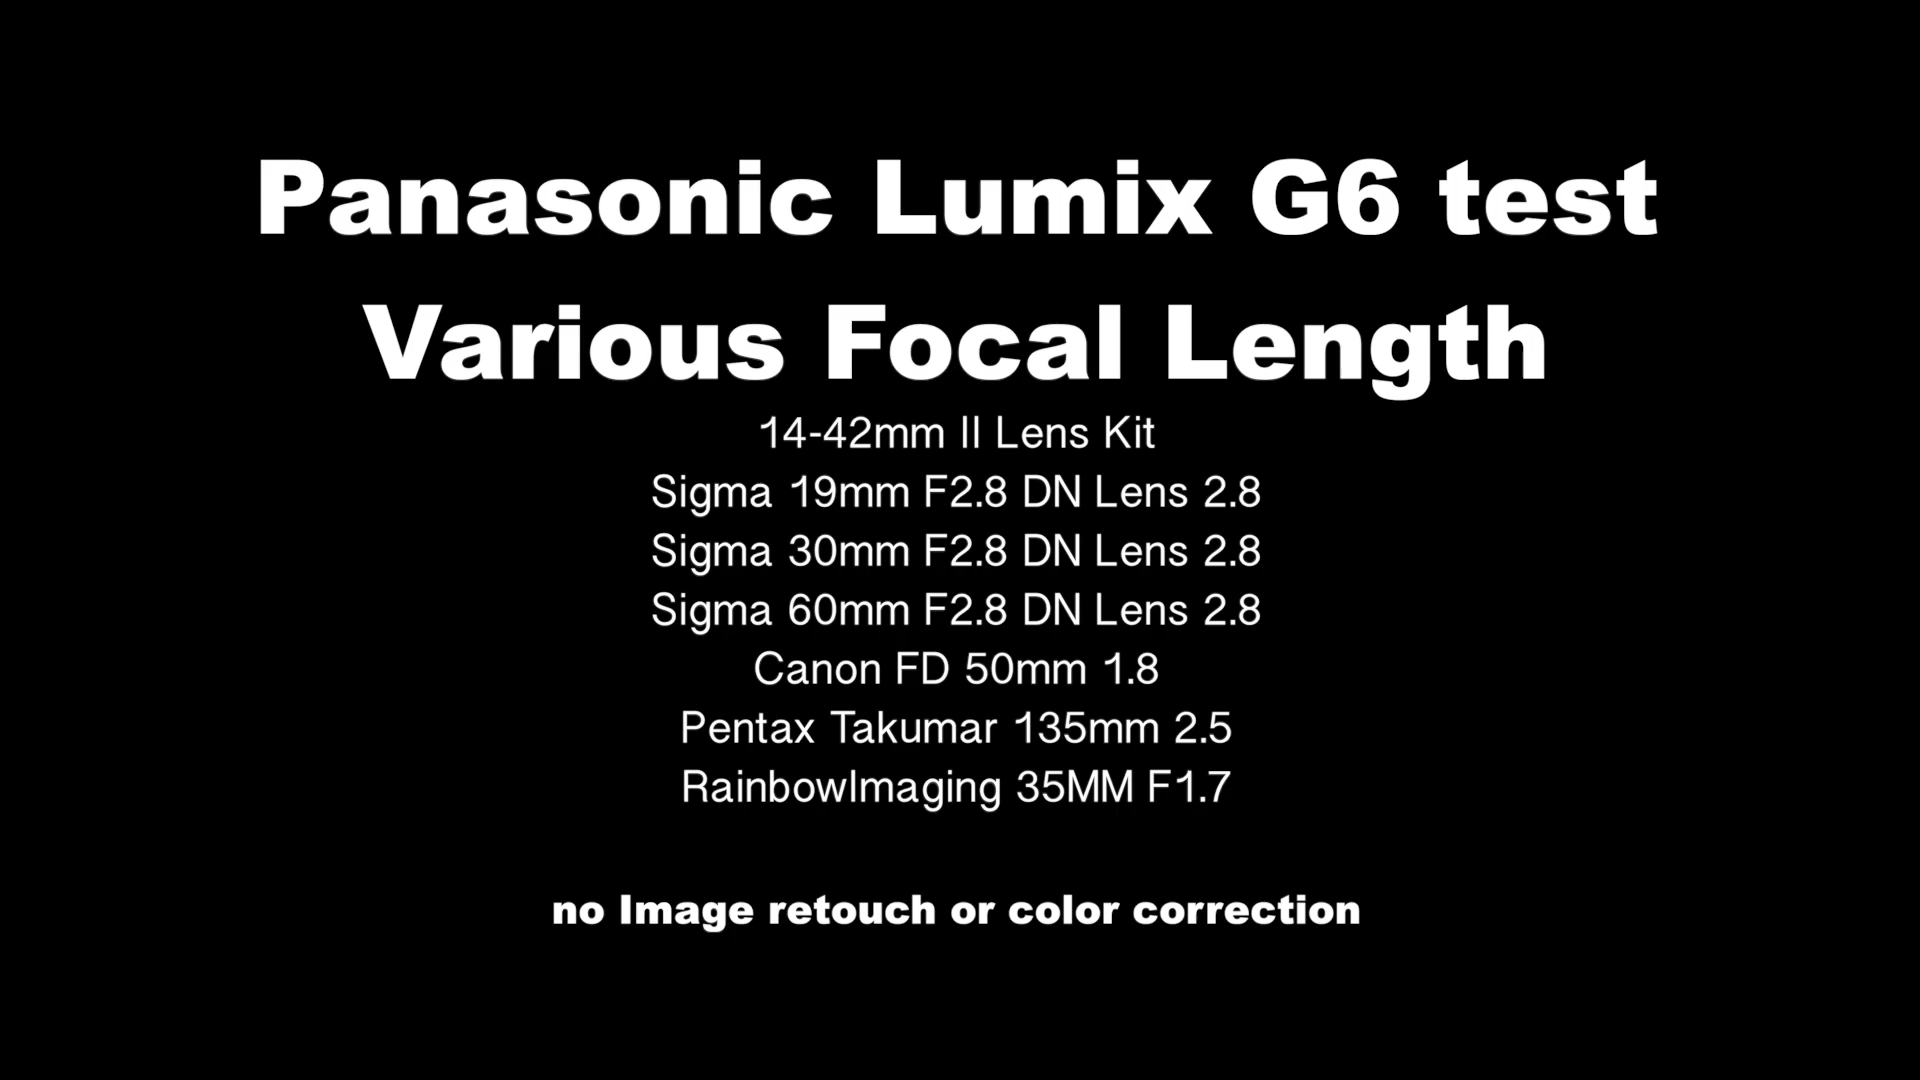 Panasonic Lumix G6 test
Various Focal Length
14-42mm II Lens Kit
Sigma 19mm F2.8 DN Lens 2.8
Sigma 30mm F2.8 DN Lens 2.8
Sigma 60mm F2.8 DN Lens 2.8
Canon FD 50mm 1.8
Pentax Takumar 135mm 2.5
RainbowImaging 35MM F1.7
no Image retouch or color correction